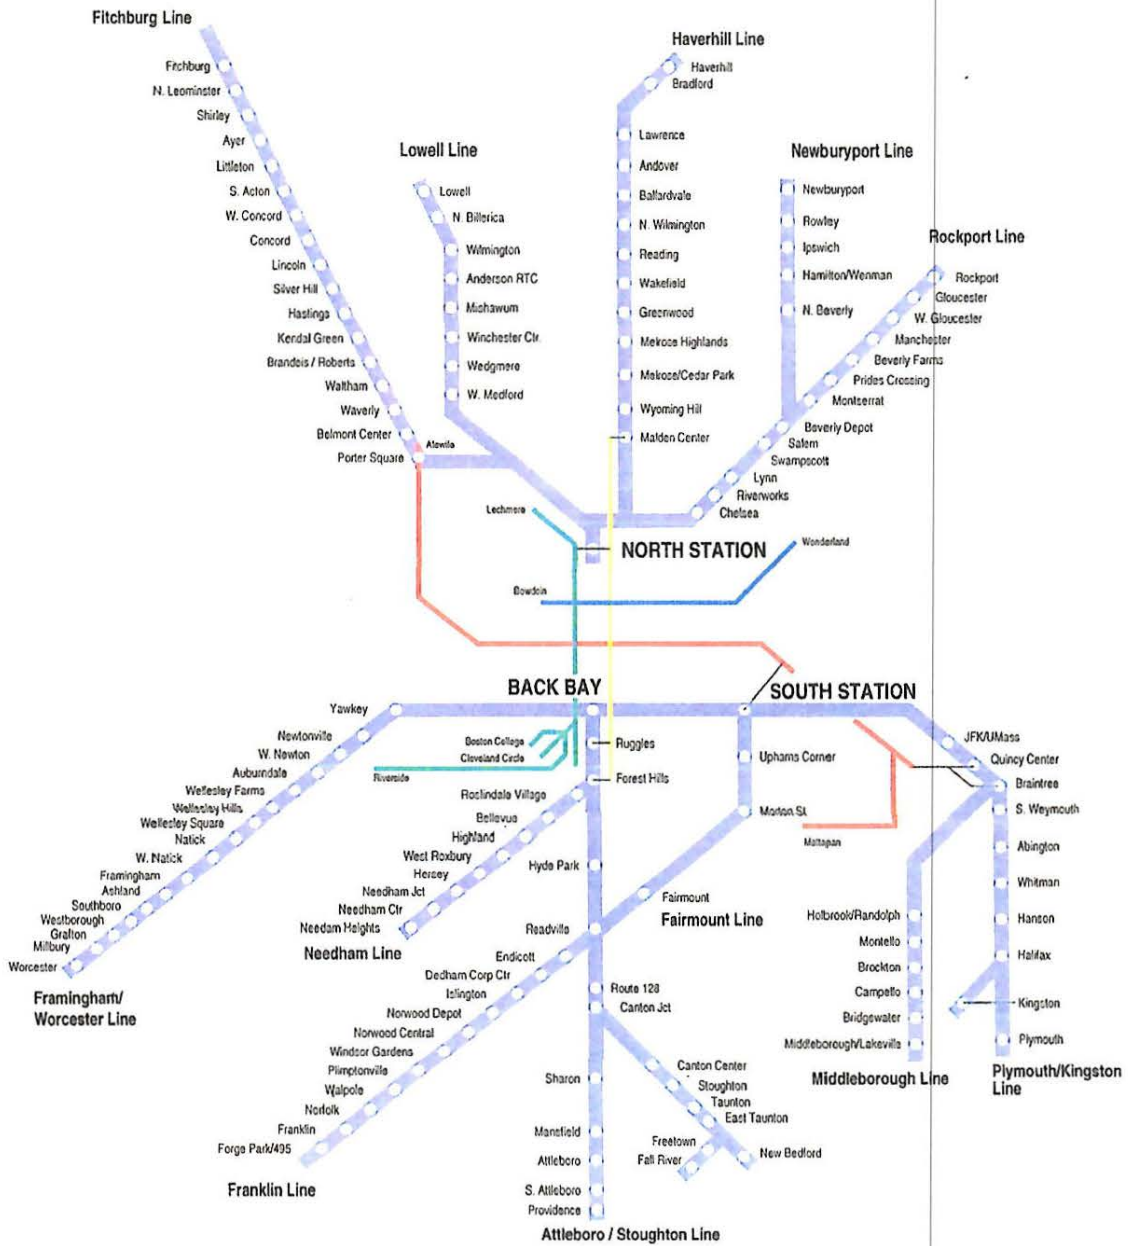 Fitchburg Line
Fitchburg
N. Leominster
Shirley
Ayer
Littleton
S. Acton
W. Concord
Concord
Lincoln
Silver Hill
Hastings
Kendal Green
Brandeis / Roberts
Waltham
Waverly
Belmont Center
Porter Square
Alewife
Lowell Line
Lowell
N. Billerica
Wilmington
Anderson RTC
Mishawum
Winchester Ctr.
Wedgmere
W. Medford
Haverhill Line
Haverhill
Bradford
Lawrence
Andover
Ballardvale
N. Wilmington
Reading
Wakefield
Greenwood
Melrose Highlands
Melrose/Cedar Park
Wyoming Hill
Malden Center
Newburyport Line
Newburyport
Rowley
Ipswich
Hamilton/Wenman
N. Beverly
Rockport Line
Rockport
Gloucester
W. Gloucester
Manchester
Beverly Farms
Prides Crossing
Montserrat
Beverly Depot
Salem
Swampscott
Lynn
Riverworks
Chelsea
Lechmere
NORTH STATION
Wonderland
Bowdoin
BACK BAY
SOUTH STATION
Yawkey
Newtonville
W. Newton
Auburndale
Wellesley Farms
Wellesley Hills
Wellesley Square
Natick
W. Natick
Framingham
Ashland
Southboro
Westborough
Grafton
Millbury
Worcester
Framingham/
Worcester Line
Boston College
Cleveland Circle
Riverside
Ruggles
Forest Hills
Roslindale Village
Bellevue
Highland
West Roxbury
Hersey
Needham Jct
Needham Ctr
Needam Heights
Needham Line
Hyde Park
Readville
Uphams Corner
Morton St.
Fairmount
Fairmount Line
Mattapan
JFK/UMass
Quincy Center
Braintree
S. Weymouth
Abington
Whitman
Hanson
Halifax
Kingston
Plymouth
Plymouth/Kingston
Line
Holbrook/Randolph
Montello
Brockton
Campello
Bridgewater
Middleborough/Lakeville
Middleborough Line
Endicott
Dedham Corp Ctr
Islington
Norwood Depot
Norwood Central
Windsor Gardens
Plimptonville
Walpole
Norfolk
Franklin
Forge Park/495
Franklin Line
Route 128
Canton Jct
Canton Center
Stoughton
Taunton
East Taunton
Freetown
Fall River
New Bedford
Sharon
Mansfield
Attleboro
S. Attleboro
Providence
Attleboro / Stoughton Line